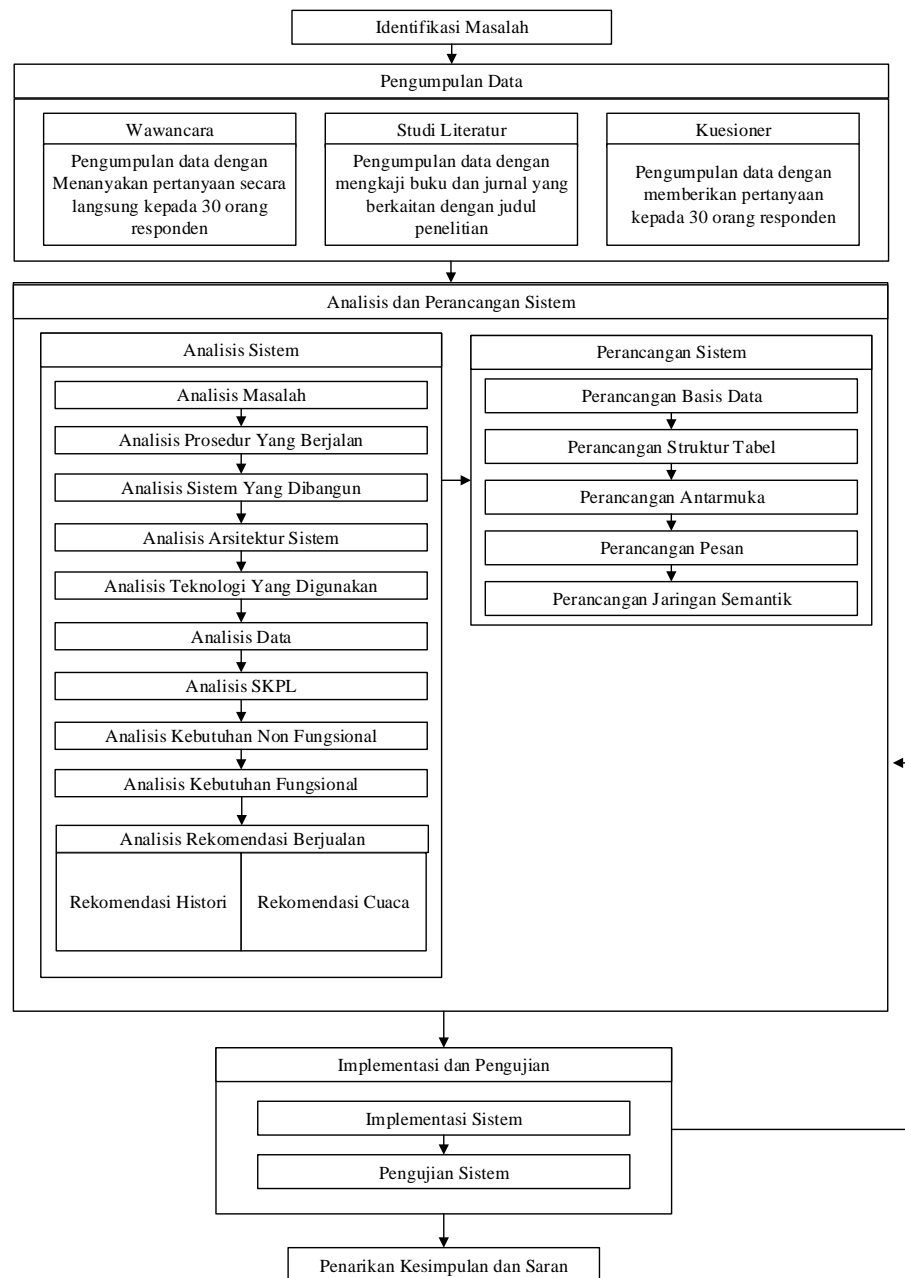 Identifikasi Masalah
Pengumpulan Data
Wawancara
Pengumpulan data dengan
Menanyakan pertanyaan secara
langsung kepada 30 orang
responden
Studi Literatur
Pengumpulan data dengan
mengkaji buku dan jurnal yang
berkaitan dengan judul
penelitian
Kuesioner
Pengumpulan data dengan
memberikan pertanyaan
kepada 30 orang responden
Analisis dan Perancangan Sistem
Analisis Sistem
Analisis Masalah
Analisis Prosedur Yang Berjalan
Analisis Sistem Yang Dibangun
Analisis Arsitektur Sistem
Analisis Teknologi Yang Digunakan
Analisis Data
Analisis SKPL
Analisis Kebutuhan Non Fungsional
Analisis Kebutuhan Fungsional
Analisis Rekomendasi Berjualan
Rekomendasi Histori
Rekomendasi Cuaca
Perancangan Sistem
Perancangan Basis Data
Perancangan Struktur Tabel
Perancangan Antarmuka
Perancangan Pesan
Perancangan Jaringan Semantik
Implementasi dan Pengujian
Implementasi Sistem
Pengujian Sistem
Penarikan Kesimpulan dan Saran